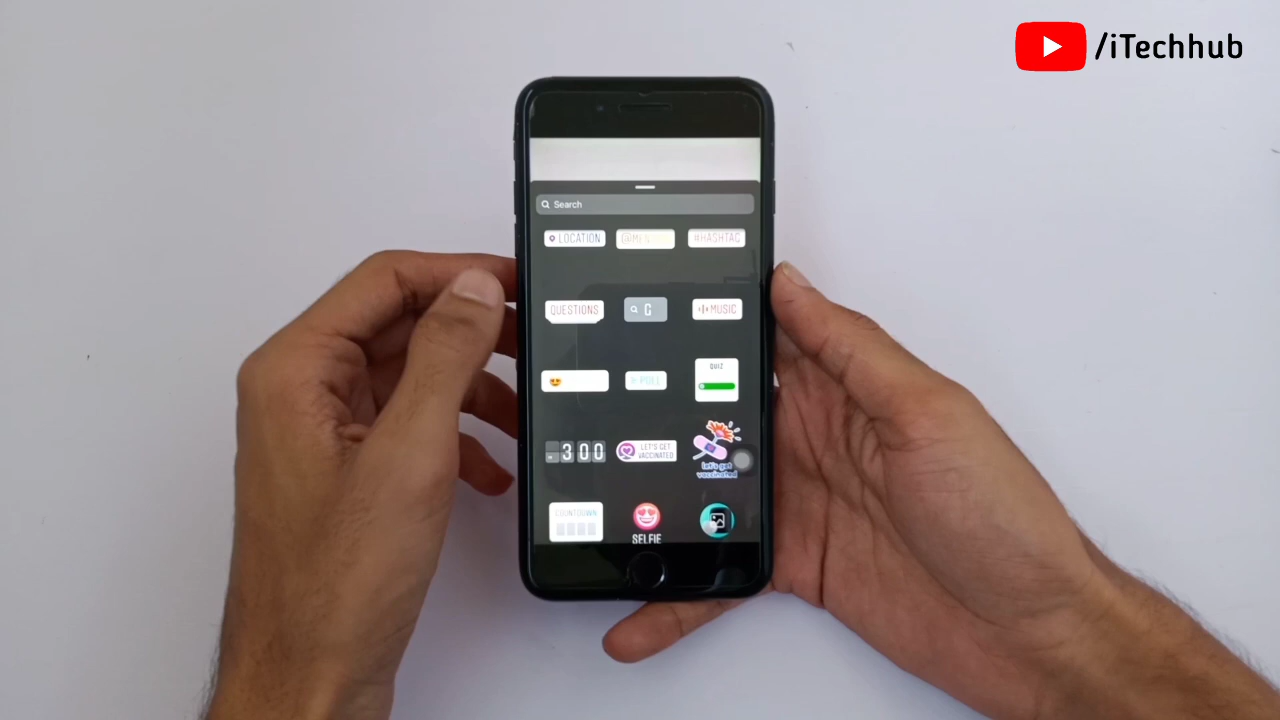 /iTechhub
Search
LOCATION
#HASHTAG
QUESTIONS
G
MUSIC
POLL
QUIZ
300
LET'S GET
VACCINATED
let's get
vaccinated
COUNTDOWN
SELFIE